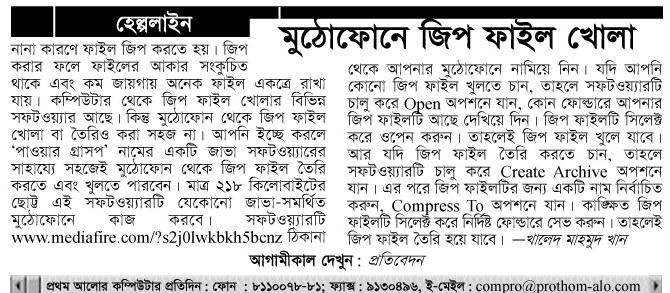 হেল্পলাইন
মুঠোফোনে জিপ ফাইল খোলা
নানা কারণে ফাইল জিপ করতে হয়। জিপ
করার ফলে ফাইলের আকার সংকুচিত
থাকে এবং কম জায়গায় অনেক ফাইল একত্রে রাখা
যায়। কম্পিউটার থেকে জিপ ফাইল খোলার বিভিন্ন
সফটওয়্যার আছে। কিন্তু মুঠোফোন থেকে জিপ ফাইল
খোলা বা তৈরিও করা সহজ না। আপনি ইচ্ছে করলে
'পাওয়ার গ্রাসপ' নামের একটি জাভা সফটওয়্যারের
সাহায্যে সহজেই মুঠোফোন থেকে জিপ ফাইল তৈরি
করতে এবং খুলতে পারবেন। মাত্র ২১৮ কিলোবাইটের
ছোট্ট এই সফটওয়্যারটি যেকোনো জাভা-সমর্থিত
মুঠোফোনে কাজ করবে। সফটওয়্যারটি
www.mediafire.com/?s2j0lwkbkh5bcnz ঠিকানা
থেকে আপনার মুঠোফোনে নামিয়ে নিন। যদি আপনি
কোনো জিপ ফাইল খুলতে চান, তাহলে সফটওয়্যারটি
চালু করে Open অপশনে যান, কোন ফোল্ডারে আপনার
জিপ ফাইলটি আছে দেখিয়ে দিন। জিপ ফাইলটি সিলেক্ট
করে ওপেন করুন। তাহলেই জিপ ফাইল খুলে যাবে।
আর যদি জিপ ফাইল তৈরি করতে চান, তাহলে
সফটওয়্যারটি চালু করে Create Archive অপশনে
যান। এর পরে জিপ ফাইলটির জন্য একটি নাম নির্বাচিত
করুন, Compress To অপশনে যান। কাঙ্ক্ষিত জিপ
ফাইলটি সিলেক্ট করে নির্দিষ্ট ফোল্ডারে সেভ করুন। তাহলেই
জিপ ফাইল তৈরি হয়ে যাবে। —খালেদ মাহমুদ খান
আগামীকাল দেখুন : প্রতিবেদন
প্রথম আলোর কম্পিউটার প্রতিদিন : ফোন : ৮১১০০৭৮-৮১; ফ্যাক্স : ৯১৩০৪৯৬, ই-মেইল : compro@prothom-alo.com